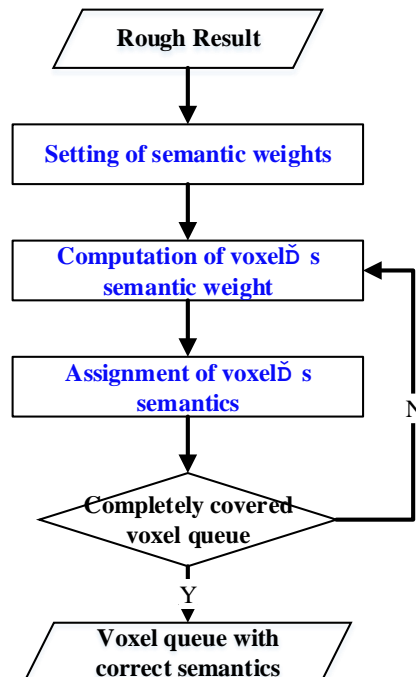 Rough Result
Setting of semantic weights
Computation of voxelĎ s
semantic weight
Assignment of voxelĎ s
semantics
Completely covered
voxel queue
N
Y
Voxel queue with
correct semantics